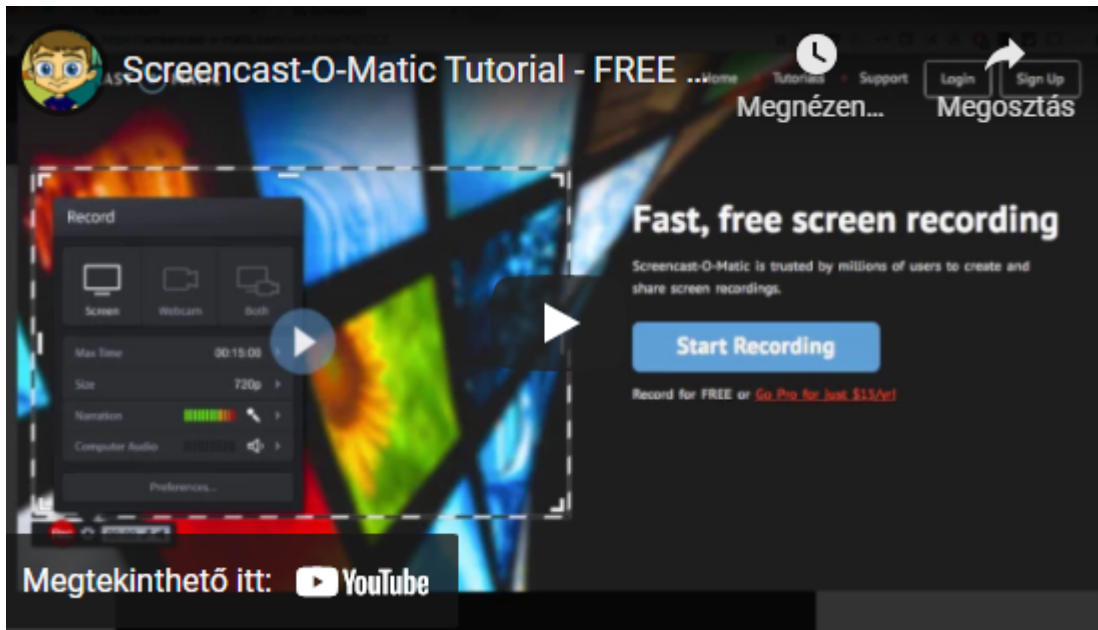 Screencast-O-Matic Tutorial - FREE ...
Home Tutorials Support Login Sign Up
Megnézen... Megosztás
Record
Screen Webcam Both
Max Time 00:15:00
Size 720p
Narration
Computer Audio
Preferences...
Fast, free screen recording
Screencast-O-Matic is trusted by millions of users to create and
share screen recordings.
Start Recording
Record for FREE or Go Pro for just $15/yr!
Megtekinthető itt: YouTube